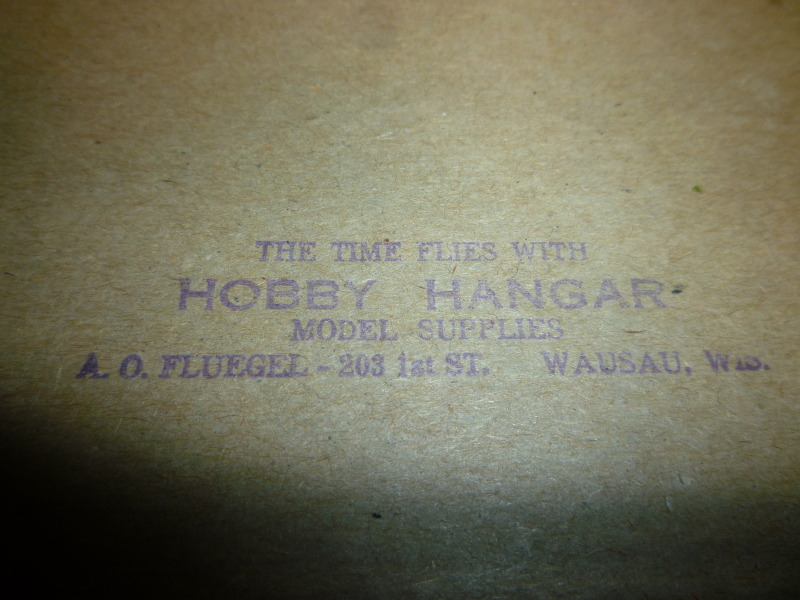 THE TIME FLIES WITH
HOBBY HANGAR
MODEL SUPPLIES
A. O. FLUEGEL - 203 1st ST. WAUSAU, WIS.